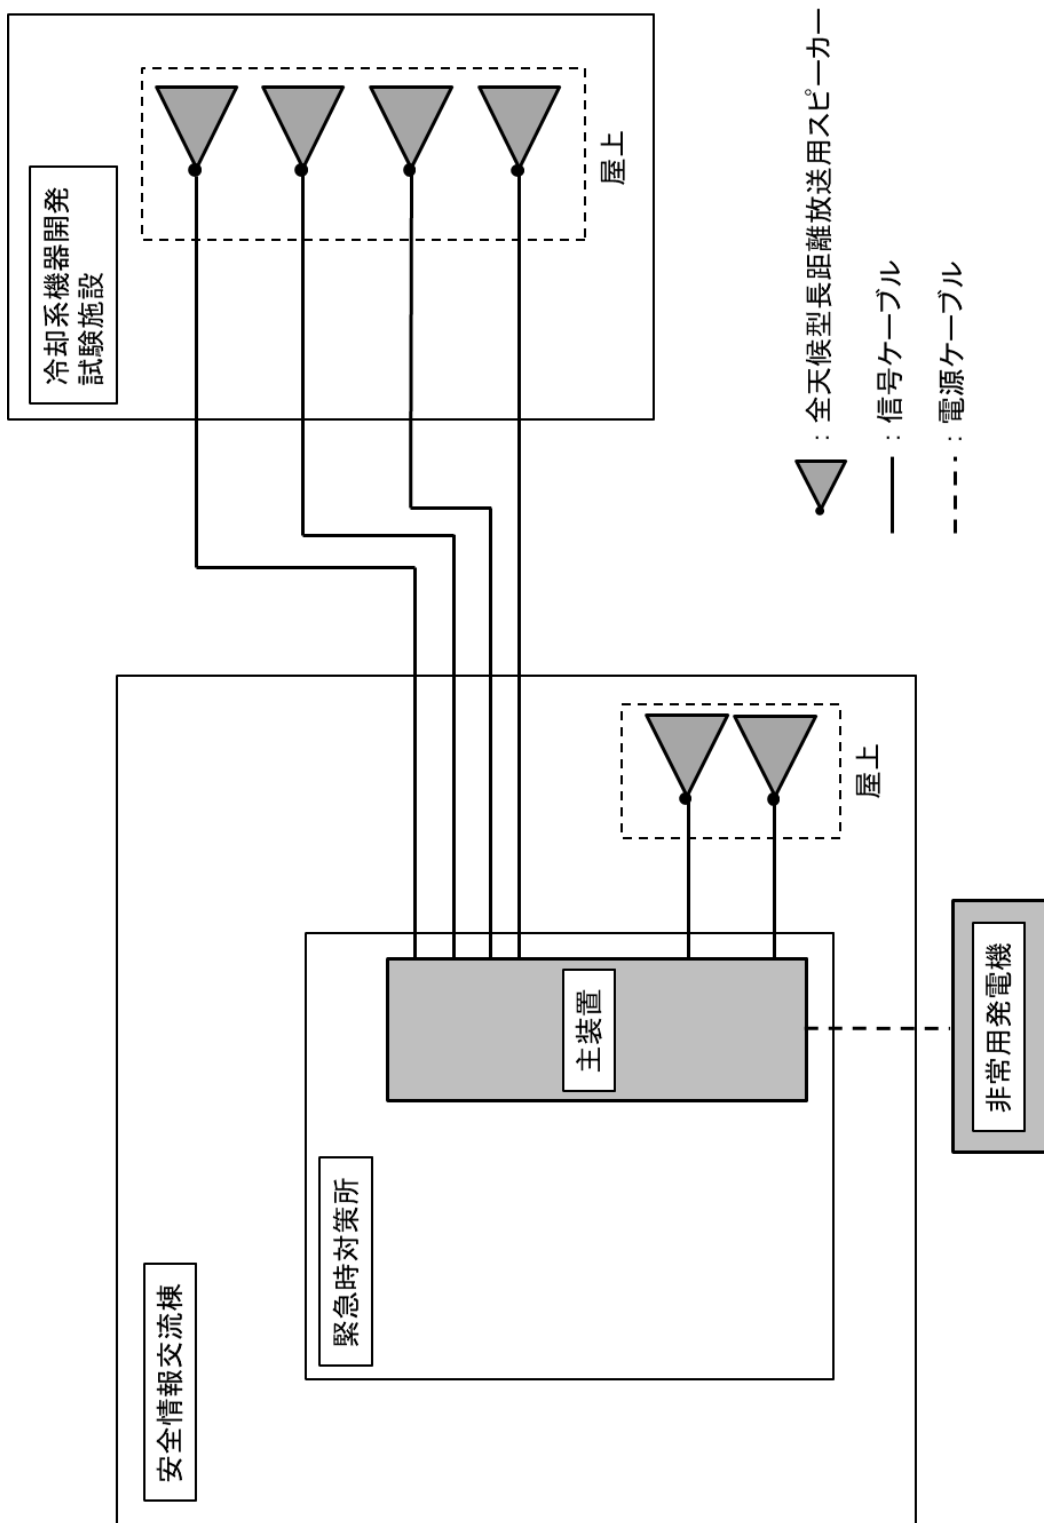 安全情報交流棟
緊急時対策所
主装置
非常用発電機
屋上
冷却系機器開発
試験施設
屋上
：全天候型長距離放送用スピーカー
：信号ケーブル
：電源ケーブル